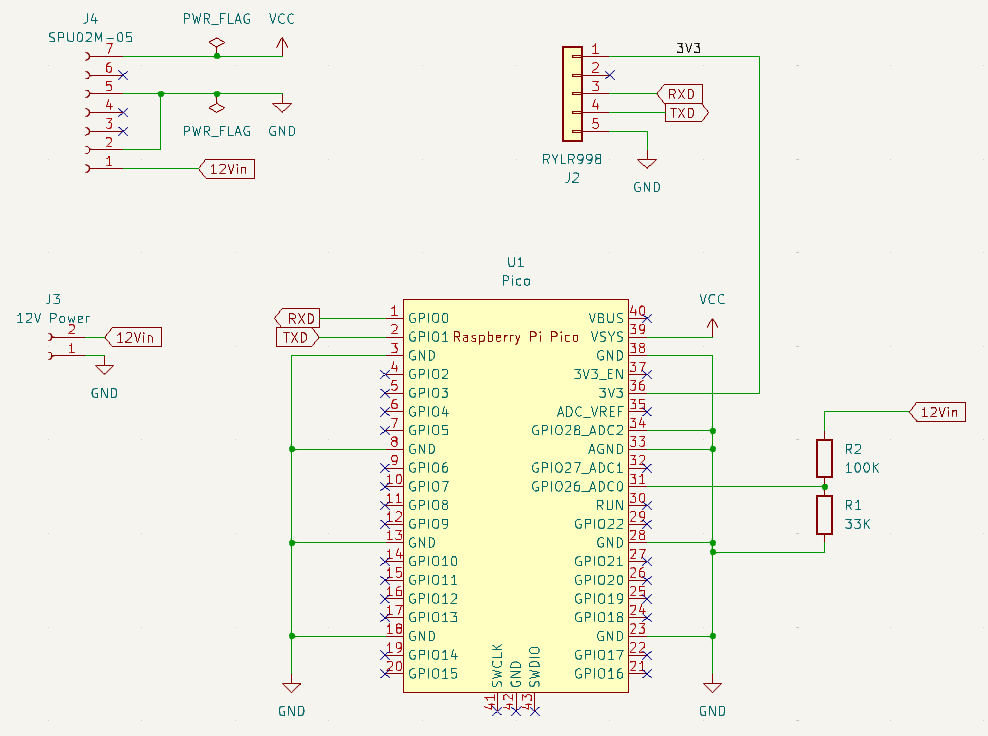 J4
SPU02M-05
7
6
5
4
3
2
1
PWR_FLAG
VCC
PWR_FLAG
GND
12Vin
1
2
3
4
5
3V3
RXD
TXD
RYLR998
J2
GND
J3
12V Power
2
1
12Vin
GND
U1
Pico
Raspberry Pi Pico
RXD
TXD
1 GPIO0
2 GPIO1
3 GND
4 GPIO2
5 GPIO3
6 GPIO4
7 GPIO5
8 GND
9 GPIO6
10 GPIO7
11 GPIO8
12 GPIO9
13 GND
14 GPIO10
15 GPIO11
16 GPIO12
17 GPIO13
18 GND
19 GPIO14
20 GPIO15
GND
VBUS 40
VSYS 39
GND 38
3V3_EN 37
3V3 36
ADC_VREF 35
GPIO28_ADC2 34
AGND 33
GPIO27_ADC1 32
GPIO26_ADC0 31
RUN 30
GPIO22 29
GND 28
GPIO21 27
GPIO20 26
GPIO19 25
GPIO18 24
GND 23
GPIO17 22
GPIO16 21
SWCLK 41
GND 42
SWDIO 43
VCC
GND
12Vin
R2
100K
R1
33K